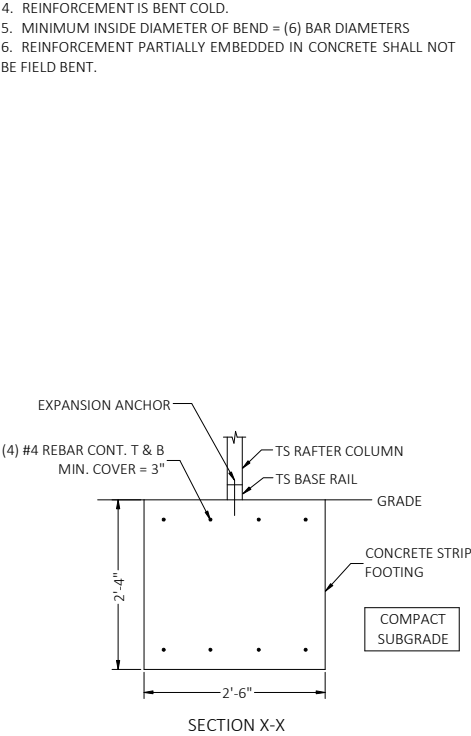 4. REINFORCEMENT IS BENT COLD.
5. MINIMUM INSIDE DIAMETER OF BEND = (6) BAR DIAMETERS
6. REINFORCEMENT PARTIALLY EMBEDDED IN CONCRETE SHALL NOT
BE FIELD BENT.
EXPANSION ANCHOR
(4) #4 REBAR CONT. T & B
MIN. COVER = 3"
TS RAFTER COLUMN
TS BASE RAIL
GRADE
CONCRETE STRIP
FOOTING
2'-4"
COMPACT
SUBGRADE
2'-6"
SECTION X-X